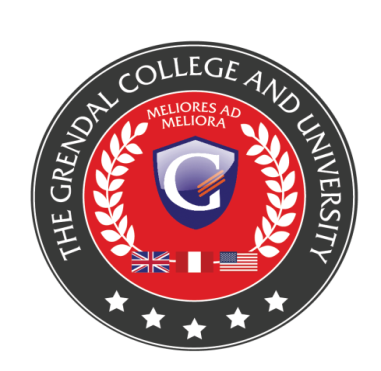 THE GRENDAL COLLEGE AND UNIVERSITY
MELIORES AD
MELIORA
G